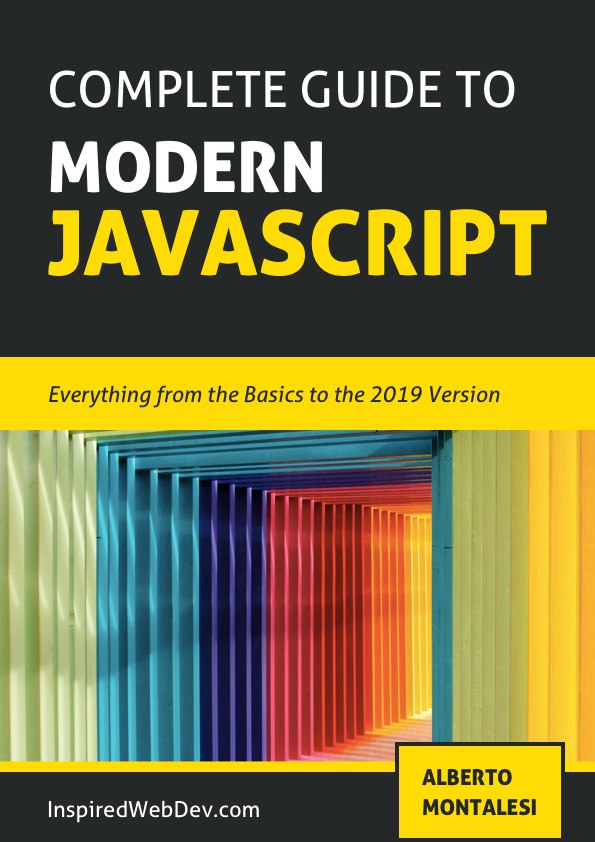 COMPLETE GUIDE TO
MODERN
JAVASCRIPT
Everything from the Basics to the 2019 Version
InspiredWebDev.com
ALBERTO
MONTALESI